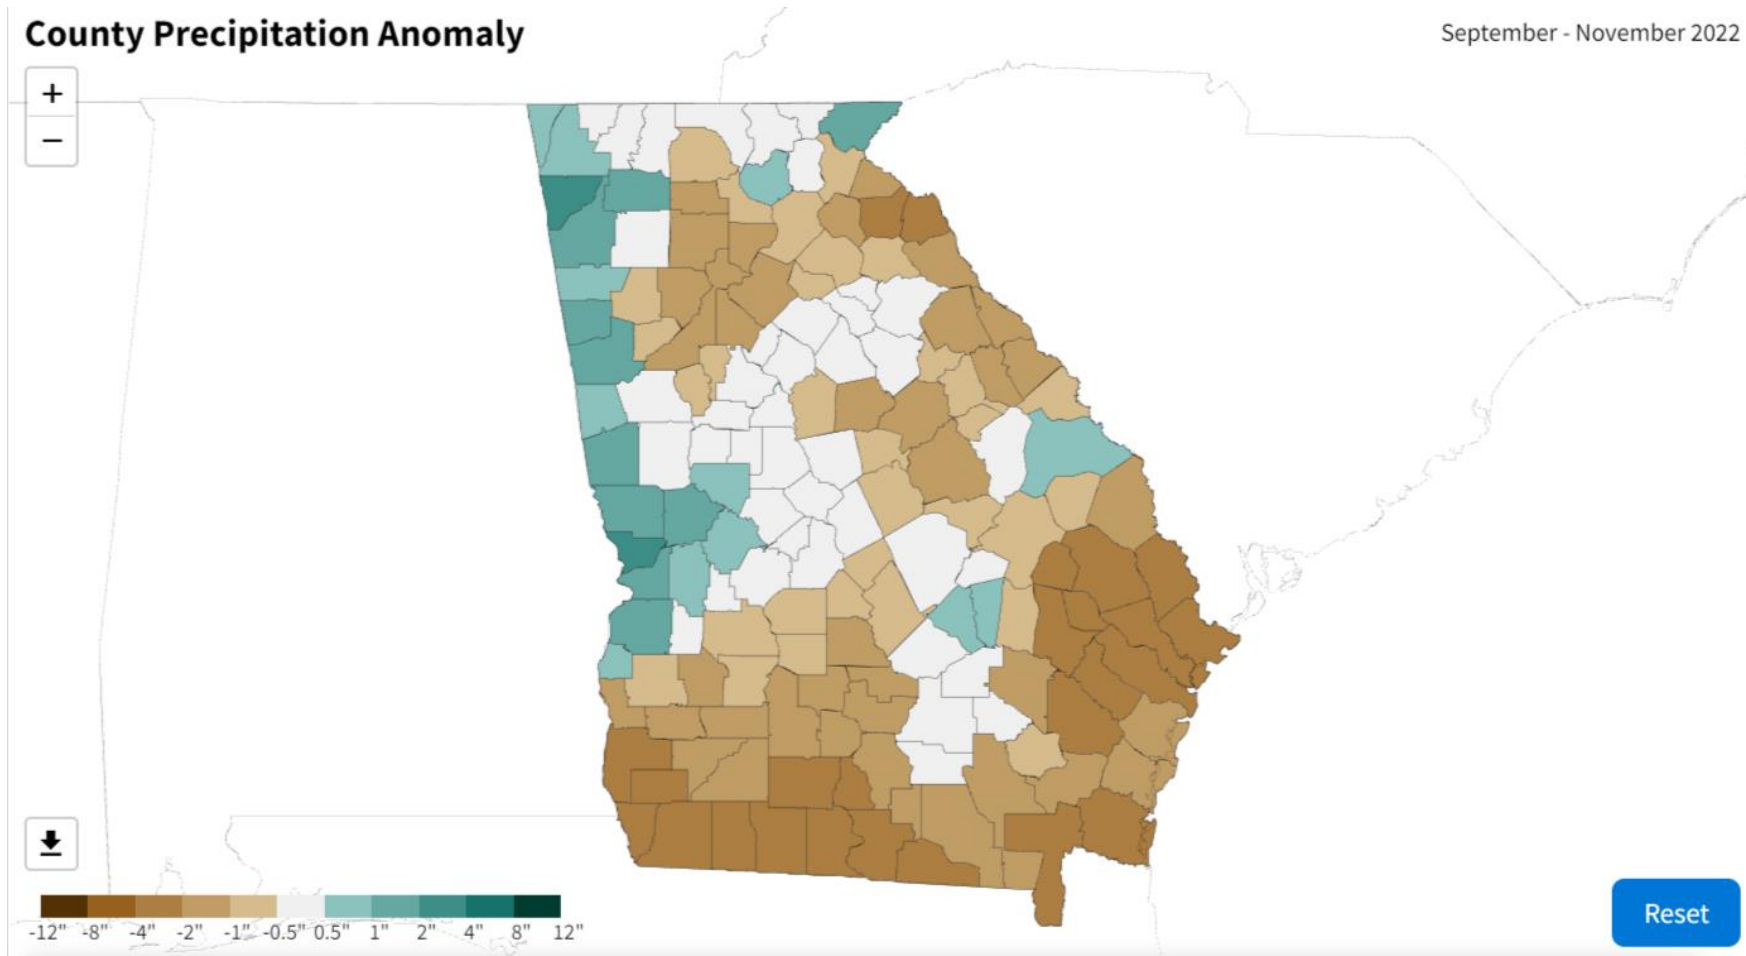 County Precipitation Anomaly
September - November 2022
+
−
-12" -8" -4" -2" -1" -0.5" 0.5" 1" 2" 4" 8" 12"
Reset